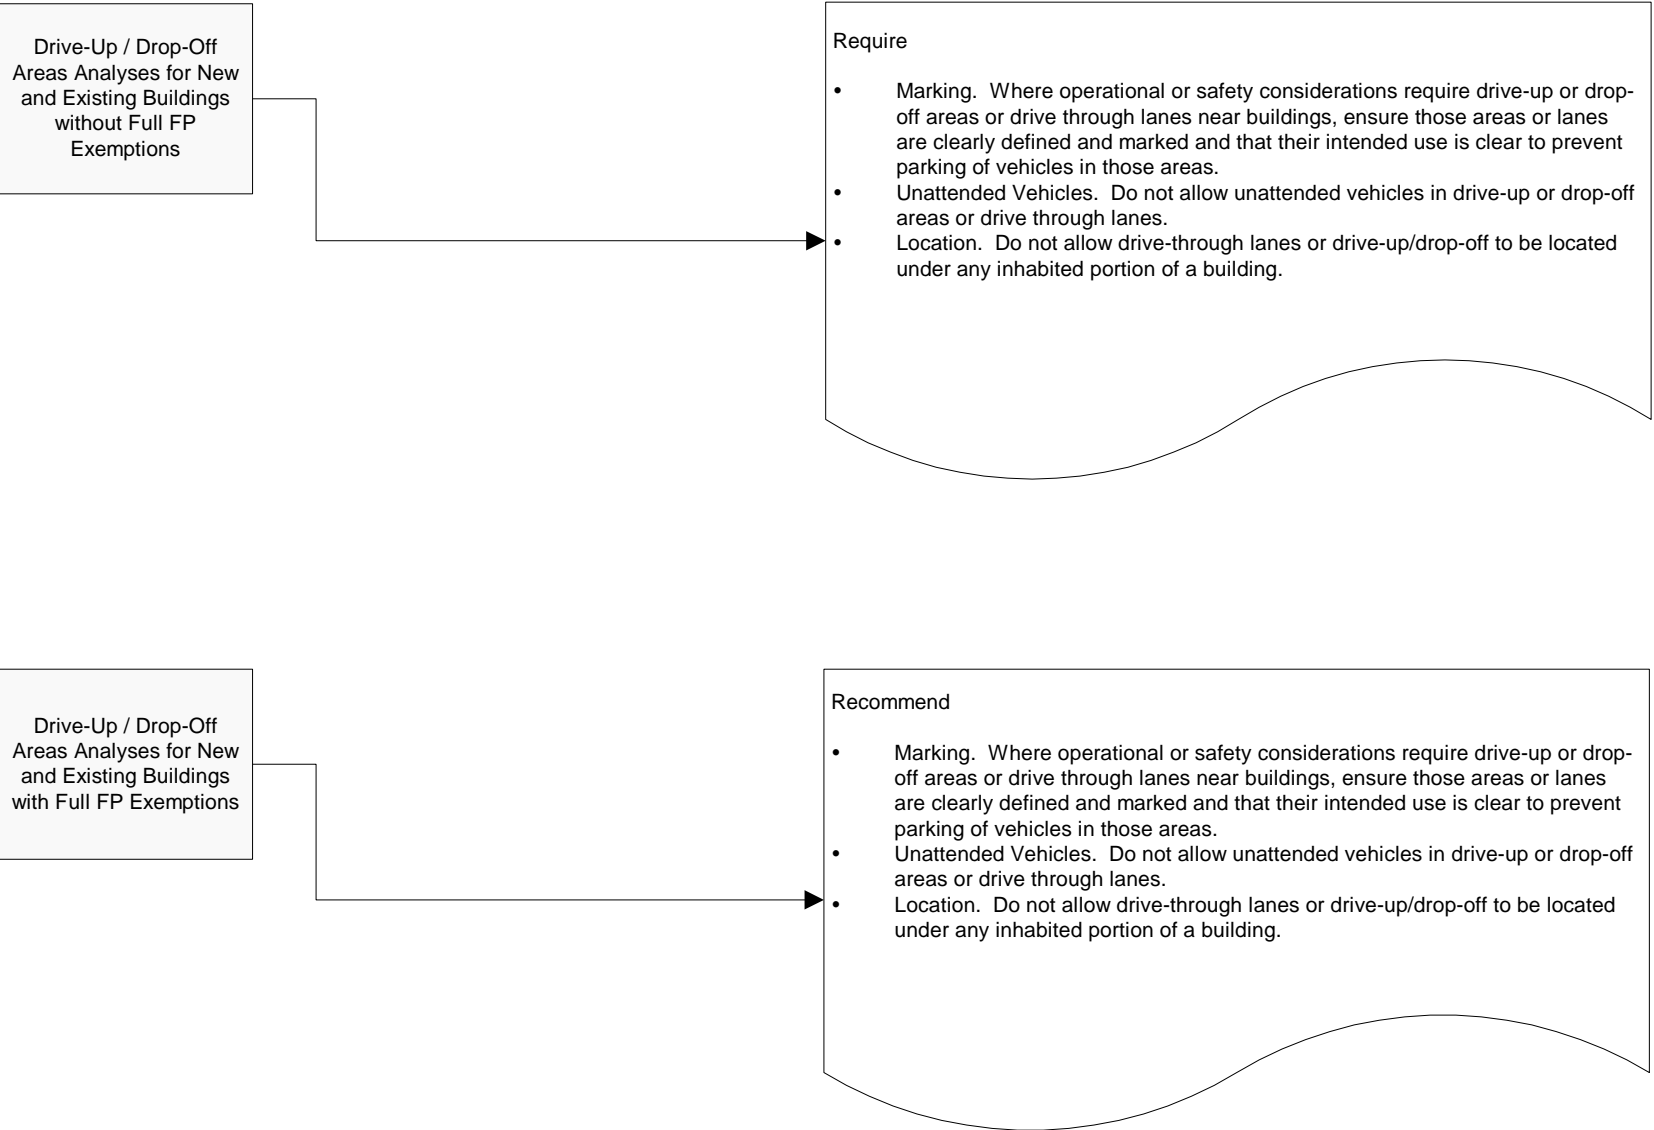 Drive-Up / Drop-Off
Areas Analyses for New
and Existing Buildings
without Full FP
Exemptions
Require
• Marking.  Where operational or safety considerations require drive-up or drop-
off areas or drive through lanes near buildings, ensure those areas or lanes
are clearly defined and marked and that their intended use is clear to prevent
parking of vehicles in those areas.
• Unattended Vehicles.  Do not allow unattended vehicles in drive-up or drop-off
areas or drive through lanes.
• Location.  Do not allow drive-through lanes or drive-up/drop-off to be located
under any inhabited portion of a building.
Drive-Up / Drop-Off
Areas Analyses for New
and Existing Buildings
with Full FP Exemptions
Recommend
• Marking.  Where operational or safety considerations require drive-up or drop-
off areas or drive through lanes near buildings, ensure those areas or lanes
are clearly defined and marked and that their intended use is clear to prevent
parking of vehicles in those areas.
• Unattended Vehicles.  Do not allow unattended vehicles in drive-up or drop-off
areas or drive through lanes.
• Location.  Do not allow drive-through lanes or drive-up/drop-off to be located
under any inhabited portion of a building.